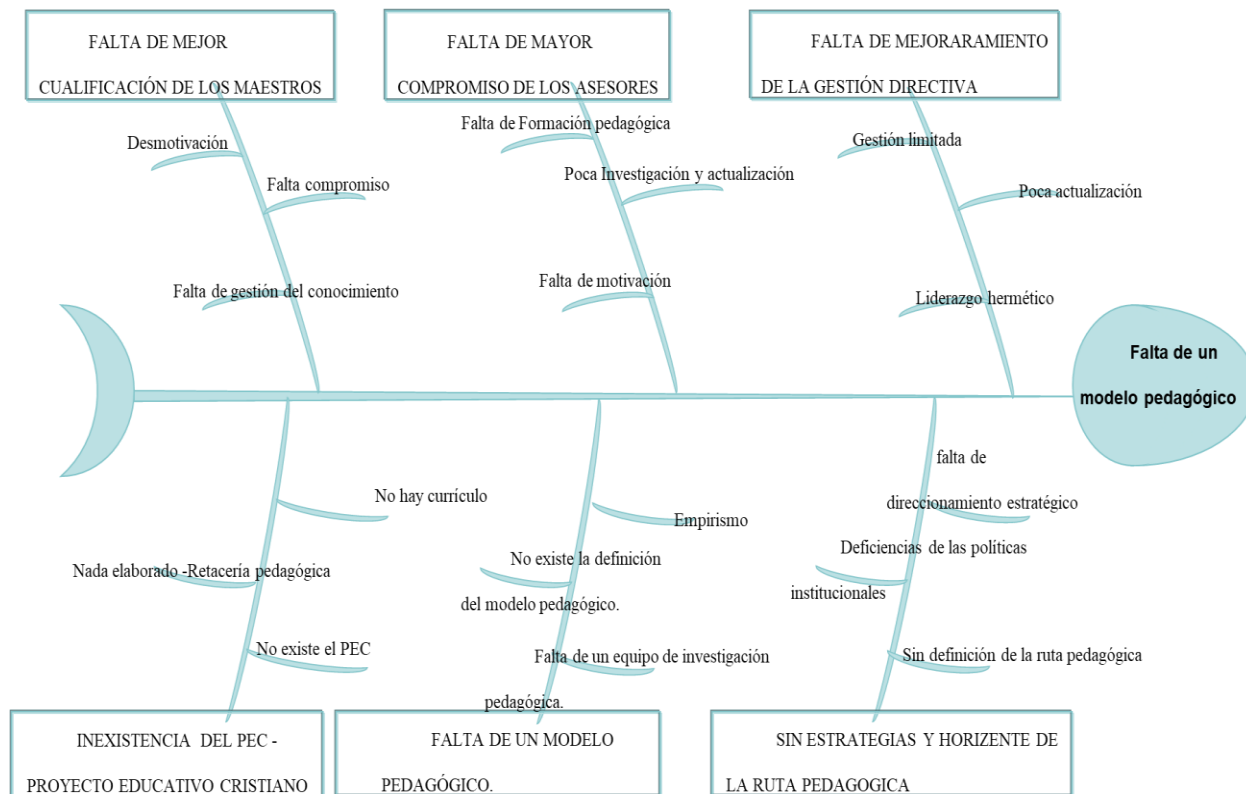 FALTA DE MEJOR
CUALIFICACIÓN DE LOS MAESTROS
FALTA DE MAYOR
COMPROMISO DE LOS ASESORES
FALTA DE MEJORARAMIENTO
DE LA GESTIÓN DIRECTIVA
Desmotivación
Falta compromiso
Falta de gestión del conocimiento
Falta de Formación pedagógica
Poca Investigación y actualización
Falta de motivación
Gestión limitada
Poca actualización
Liderazgo hermético
Falta de un
modelo pedagógico
No hay currículo
Nada elaborado -Retacería pedagógica
No existe el PEC
Empirismo
No existe la definición
del modelo pedagógico.
Falta de un equipo de investigación
pedagógica.
falta de
direccionamiento estratégico
Deficiencias de las políticas
institucionales
Sin definición de la ruta pedagógica
INEXISTENCIA DEL PEC -
PROYECTO EDUCATIVO CRISTIANO
FALTA DE UN MODELO
PEDAGÓGICO.
SIN ESTRATEGIAS Y HORIZENTE DE
LA RUTA PEDAGOGICA